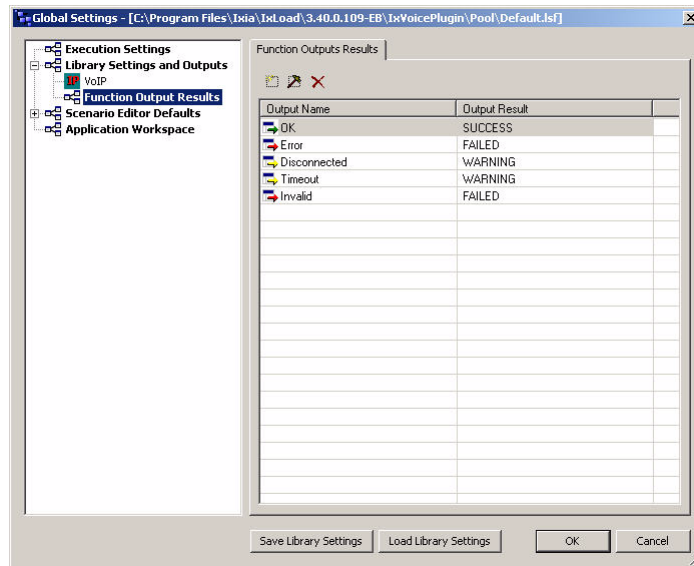 Global Settings - [C:\Program Files\Ixia\IxLoad\3.40.0.109-EB\IxVoicePlugin\Pool\Default.lsf]
Execution Settings
Library Settings and Outputs
IP VoIP
Function Output Results
Scenario Editor Defaults
Application Workspace
Function Outputs Results
Output Name Output Result
OK SUCCESS
Error FAILED
Disconnected WARNING
Timeout WARNING
Invalid FAILED
Save Library Settings Load Library Settings OK Cancel